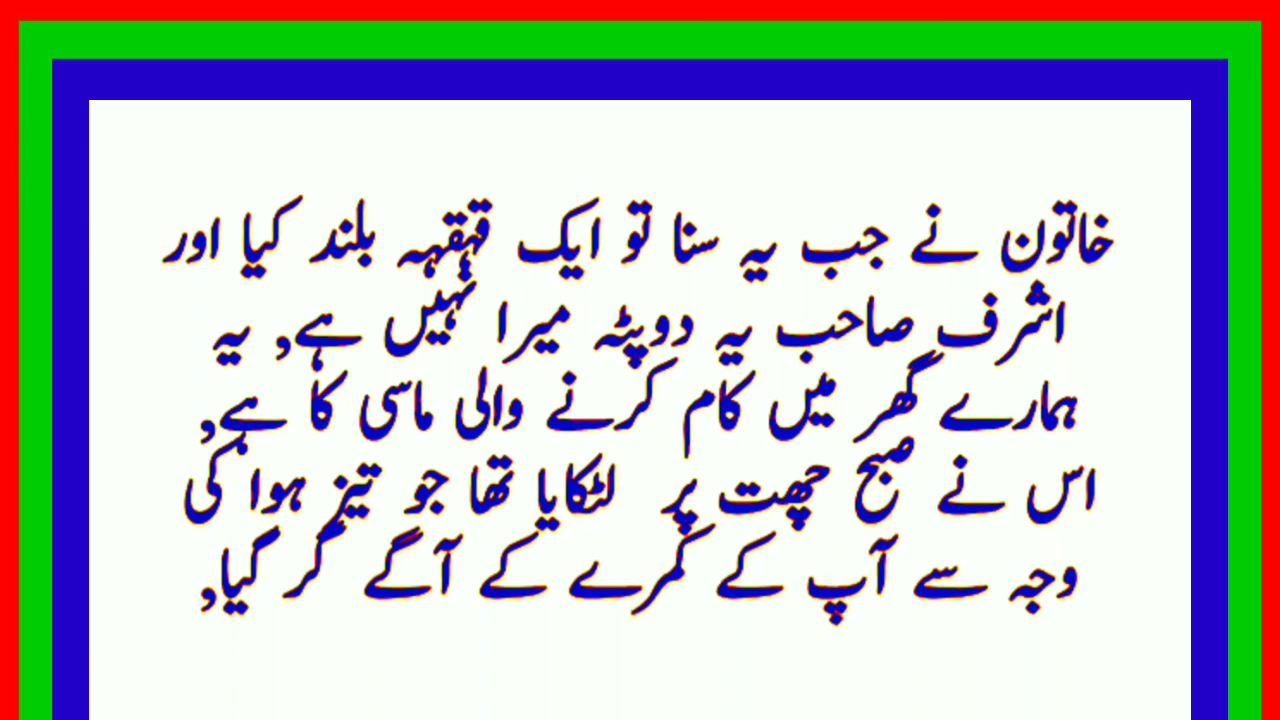 خاتون نے جب یہ سنا تو ایک قہقہہ بلند کیا اور
اشرف صاحب یہ دوپٹہ میرا نہیں ہے, یہ
ہمارے گھر میں کام کرنے والی ماسی کا ہے,
اس نے صبح چھت پر لٹکایا تھا جو تیز ہوا کی
وجہ سے آپ کے کمرے کے آگے گر گیا,